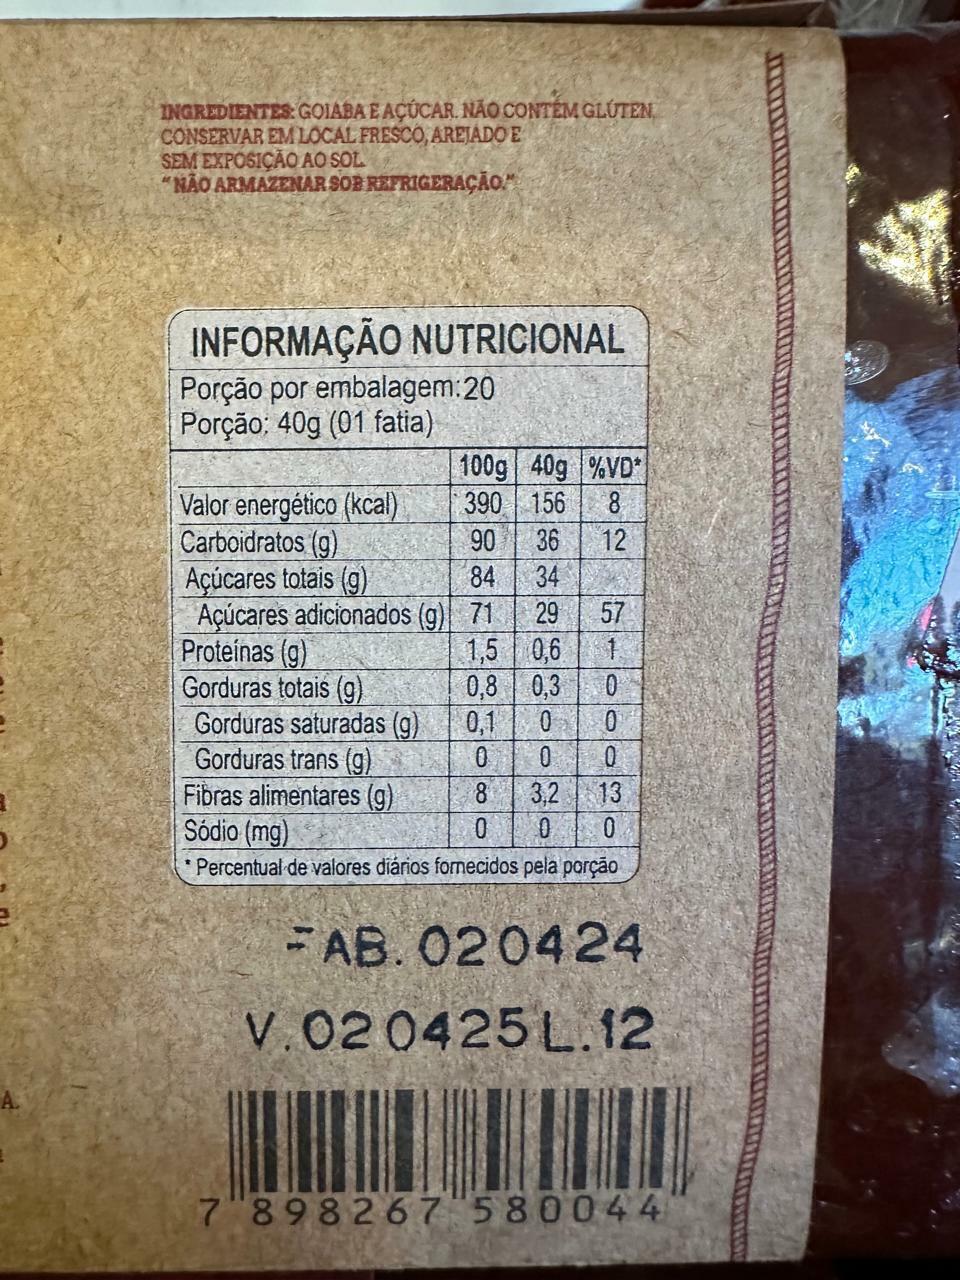 INGREDIENTES: GOIABA E AÇÚCAR. NÃO CONTÉM GLÚTEN.
CONSERVAR EM LOCAL FRESCO, AREJADO E
SEM EXPOSIÇÃO AO SOL.
"NÃO ARMAZENAR SOB REFRIGERAÇÃO."
INFORMAÇÃO NUTRICIONAL
Porção por embalagem:20
Porção: 40g (01 fatia)
100g 40g %VD*
Valor energético (kcal) 390 156 8
Carboidratos (g) 90 36 12
Açúcares totais (g) 84 34
Açúcares adicionados (g) 71 29 57
Proteínas (g) 1,5 0,6 1
Gorduras totais (g) 0,8 0,3 0
Gorduras saturadas (g) 0,1 0 0
Gorduras trans (g) 0 0 0
Fibras alimentares (g) 8 3,2 13
Sódio (mg) 0 0 0
* Percentual de valores diários fornecidos pela porção
FAB. 020424
V.020425 L.12
7 898267 580044
A.